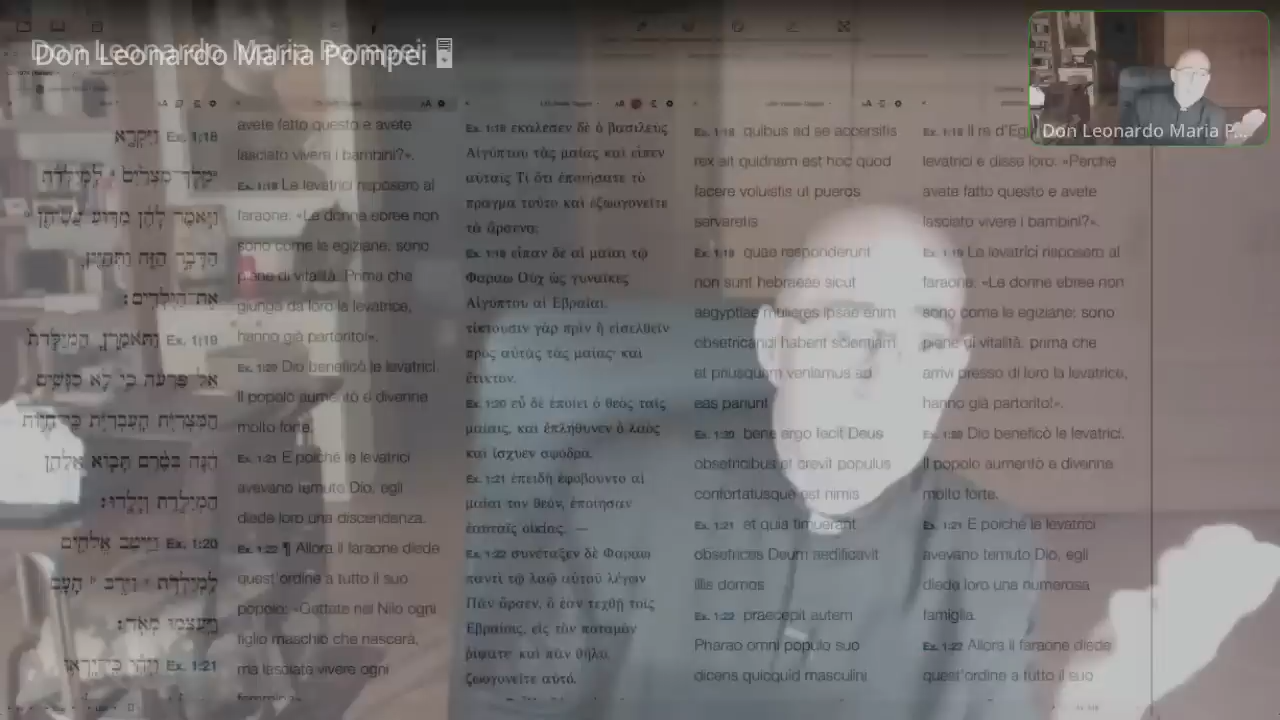 Don Leonardo Maria Pompei
Don Leonardo Maria P...
Ex. 1:18 וַיִּקְרָא
מֶלֶךְ־מִצְרַיִם לַמְיַלְּדֹת
וַיֹּאמֶר לָהֶן מַדּוּעַ עֲשִׂיתֶן
הַדָּבָר הַזֶּה וַתְּחַיֶּיןָ
אֶת־הַיְלָדִים׃
Ex. 1:19 וַתֹּאמַרְןָ הַמְיַלְּדֹת
אֶל־פַּרְעֹה כִּי לֹא כַנָּשִׁים
הַמִּצְרִיֹּת הָעִבְרִיֹּת כִּי־חָיוֹת
הֵנָּה בְּטֶרֶם תָּבוֹא אֲלֵהֶן
הַמְיַלֶּדֶת וְיָלָדוּ׃
Ex. 1:20 וַיֵּיטֶב אֱלֹהִים
לַמְיַלְּדֹת וַיִּרֶב הָעָם
וַיַּעַצְמוּ מְאֹד׃
Ex. 1:21 וַיְהִי כִּי־יָרְאוּ
avete fatto questo e avete
lasciato vivere i bambini?».
Ex. 1:19 Le levatrici risposero al
faraone: «Le donne ebree non
sono come le egiziane: sono
piene di vitalità. Prima che
giunga da loro la levatrice,
hanno già partorito!».
Ex. 1:20 Dio beneficò le levatrici.
Il popolo aumentò e divenne
molto forte.
Ex. 1:21 E poiché le levatrici
avevano temuto Dio, egli
diede loro una discendenza.
Ex. 1:22 ¶ Allora il faraone diede
quest'ordine a tutto il suo
popolo: «Gettate nel Nilo ogni
figlio maschio che nascerà,
ma lasciate vivere ogni
femmina».
Ex. 1:18 ἐκάλεσεν δὲ ὁ βασιλεὺς
Αἰγύπτου τὰς μαίας καὶ εἶπεν
αὐταῖς Τί ὅτι ἐποιήσατε τὸ
πρᾶγμα τοῦτο καὶ ἐζωογονεῖτε
τὰ ἄρσενα;
Ex. 1:19 εἶπαν δὲ αἱ μαῖαι τῷ
Φαραω Οὐχ ὡς γυναῖκες
Αἰγύπτου αἱ Εβραῖαι,
τίκτουσιν γὰρ πρὶν ἢ εἰσελθεῖν
πρὸς αὐτὰς τὰς μαίας· καὶ
ἔτικτον.
Ex. 1:20 εὖ δὲ ἐποίει ὁ θεὸς ταῖς
μαίαις, καὶ ἐπλήθυνεν ὁ λαὸς
καὶ ἴσχυεν σφόδρα.
Ex. 1:21 ἐπειδὴ ἐφοβοῦντο αἱ
μαῖαι τὸν θεόν, ἐποίησαν
ἑαυταῖς οἰκίας. —
Ex. 1:22 συνέταξεν δὲ Φαραω
παντὶ τῷ λαῷ αὐτοῦ λέγων
Πᾶν ἄρσεν, ὃ ἐὰν τεχθῇ τοῖς
Εβραίοις, εἰς τὸν ποταμὸν
ῥίψατε· καὶ πᾶν θῆλυ,
ζωογονεῖτε αὐτό.
Ex. 1:18 quibus ad se accersitis
rex ait quidnam est hoc quod
facere voluistis ut pueros
servaretis
Ex. 1:19 quae responderunt
non sunt hebraeae sicut
aegyptiae mulieres ipsae enim
obsetricandi habent scientiam
et priusquam veniamus ad
eas pariunt
Ex. 1:20 bene ergo fecit Deus
obsetricibus et crevit populus
confortatusque est nimis
Ex. 1:21 et quia timuerant
obsetrices Deum aedificavit
illis domos
Ex. 1:22 praecepit autem
Pharao omni populo suo
dicens quicquid masculini
Ex. 1:18 Il re d'Eg
levatrici e disse loro: «Perché
avete fatto questo e avete
lasciato vivere i bambini?».
Ex. 1:19 Le levatrici risposero al
faraone: «Le donne ebree non
sono come le egiziane: sono
piene di vitalità: prima che
arrivi presso di loro la levatrice,
hanno già partorito!».
Ex. 1:20 Dio beneficò le levatrici.
Il popolo aumentò e divenne
molto forte.
Ex. 1:21 E poiché le levatrici
avevano temuto Dio, egli
diede loro una numerosa
famiglia.
Ex. 1:22 Allora il faraone diede
quest'ordine a tutto il suo